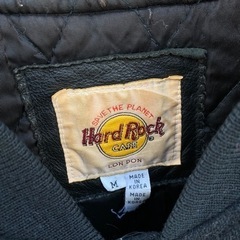 SAVE THE PLANET
Hard Rock
CAFE
LONDON
M
MADE IN
KOREA
MADE IN
KOREA